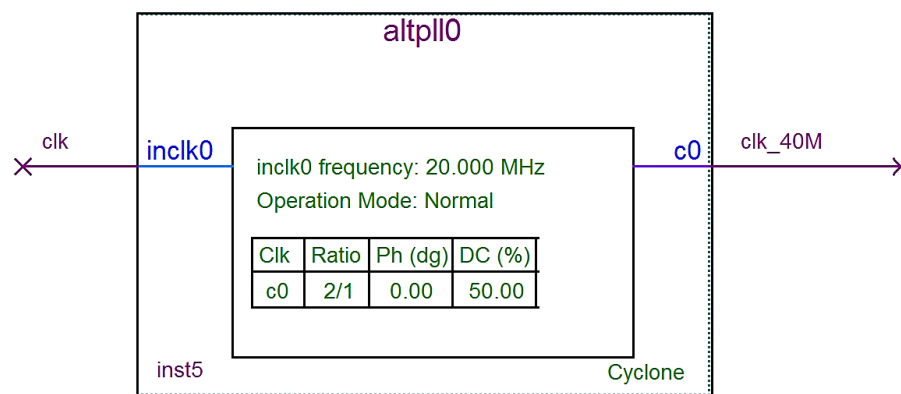 altpll0
clk
inclk0
c0
clk_40M
inclk0 frequency: 20.000 MHz
Operation Mode: Normal
Clk Ratio Ph (dg) DC (%)
c0 2/1 0.00 50.00
inst5
Cyclone